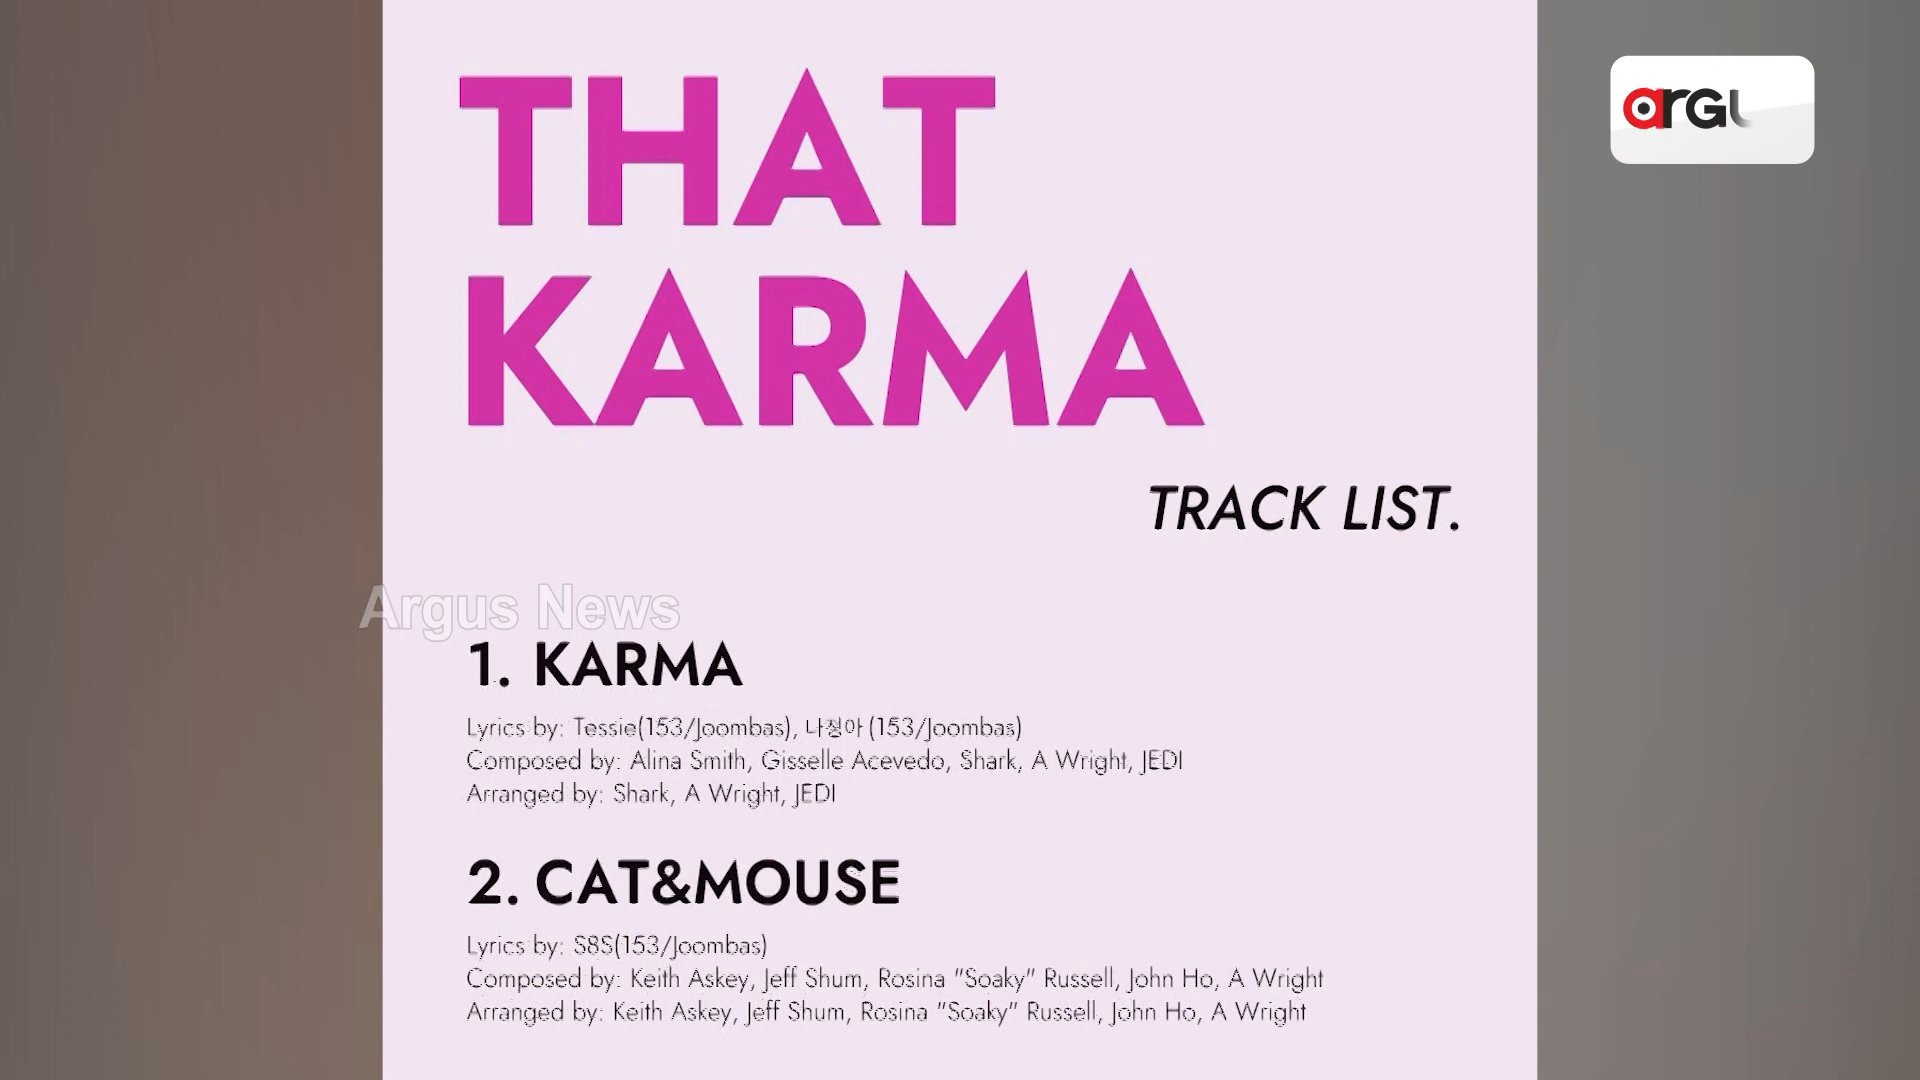 THAT
KARMA
TRACK LIST.
Argus News
1. KARMA
Lyrics by: Tessie(153/Joombas), 나정아 (153/Joombas)
Composed by: Alina Smith, Gisselle Acevedo, Shark, A Wright, JEDI
Arranged by: Shark, A Wright, JEDI
2. CAT&MOUSE
Lyrics by: S8S(153/Joombas)
Composed by: Keith Askey, Jeff Shum, Rosina "Soaky" Russell, John Ho, A Wright
Arranged by: Keith Askey, Jeff Shum, Rosina "Soaky" Russell, John Ho, A Wright